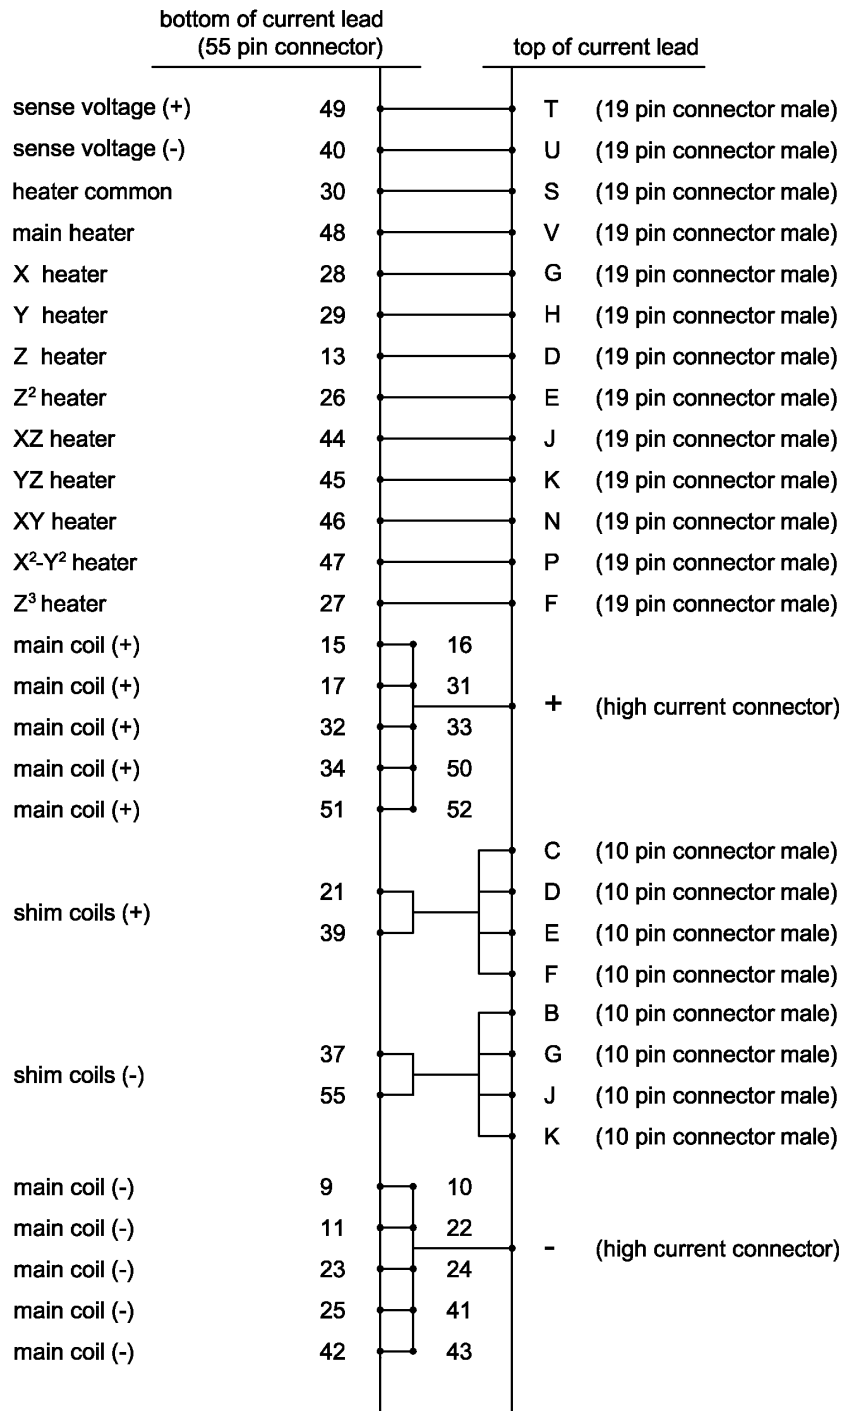 bottom of current lead
(55 pin connector)
top of current lead
sense voltage (+) 49 T (19 pin connector male)
sense voltage (-) 40 U (19 pin connector male)
heater common 30 S (19 pin connector male)
main heater 48 V (19 pin connector male)
X heater 28 G (19 pin connector male)
Y heater 29 H (19 pin connector male)
Z heater 13 D (19 pin connector male)
Z² heater 26 E (19 pin connector male)
XZ heater 44 J (19 pin connector male)
YZ heater 45 K (19 pin connector male)
XY heater 46 N (19 pin connector male)
X²-Y² heater 47 P (19 pin connector male)
Z³ heater 27 F (19 pin connector male)
main coil (+) 15 16
main coil (+) 17 31
+ (high current connector)
main coil (+) 32 33
main coil (+) 34 50
main coil (+) 51 52
C (10 pin connector male)
21 D (10 pin connector male)
shim coils (+)
39 E (10 pin connector male)
F (10 pin connector male)
B (10 pin connector male)
37 G (10 pin connector male)
shim coils (-)
55 J (10 pin connector male)
K (10 pin connector male)
main coil (-) 9 10
main coil (-) 11 22
- (high current connector)
main coil (-) 23 24
main coil (-) 25 41
main coil (-) 42 43